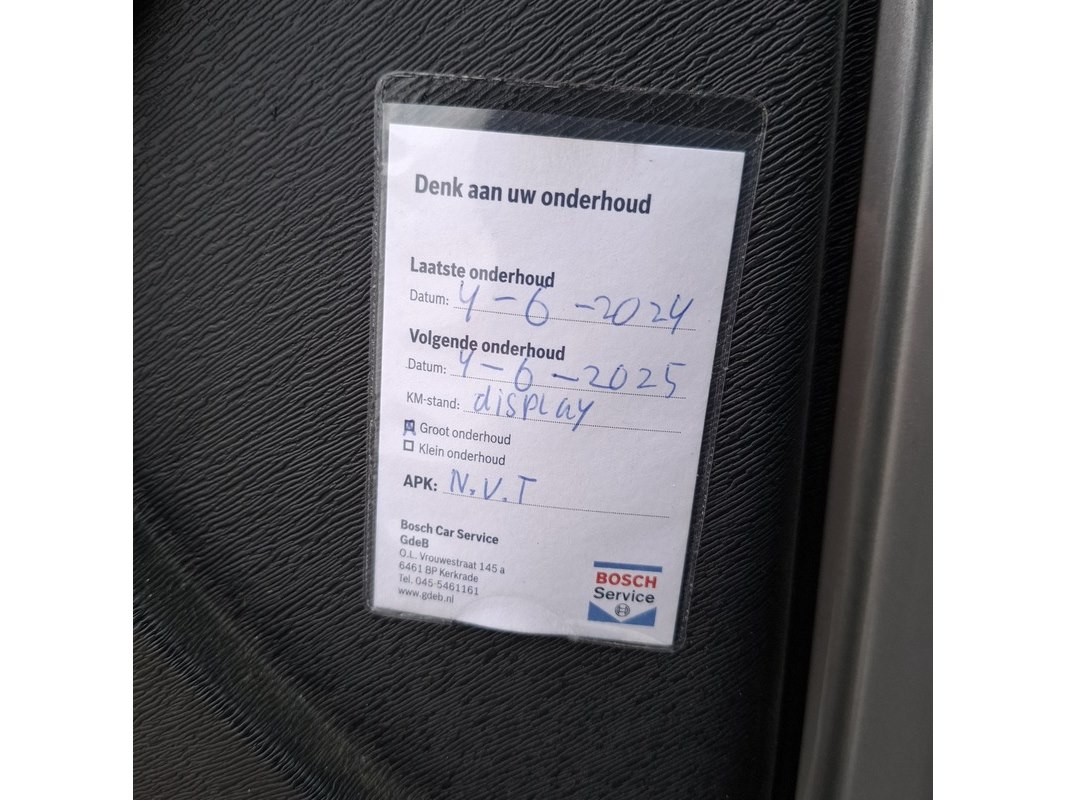 Denk aan uw onderhoud
Laatste onderhoud
Datum: 4-6-2024
Volgende onderhoud
Datum: 4-6-2025
KM-stand: display
Groot onderhoud
Klein onderhoud
APK: N.V.T
Bosch Car Service
GdeB
O.L. Vrouwestraat 145 a
6461 BP Kerkrade
Tel. 045-5461161
www.gdeb.nl
BOSCH
Service